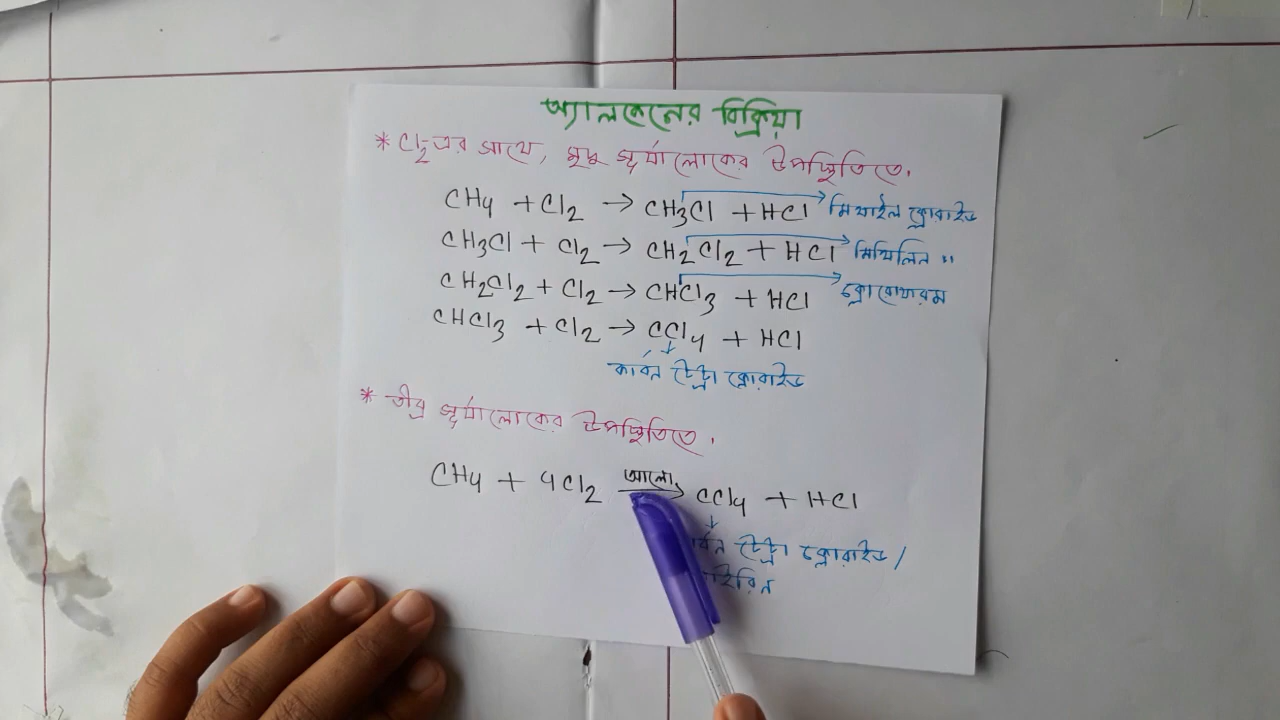 অ্যালকেনের বিক্রিয়া
* Cl₂ এর সাথে, মৃদু সূর্যালোকের উপস্থিতিতে।
CH₄ + Cl₂ → CH₃Cl + HCl → মিথাইল ক্লোরাইড
CH₃Cl + Cl₂ → CH₂Cl₂ + HCl → মিথিলিন "
CH₂Cl₂ + Cl₂ → CHCl₃ + HCl → ক্লোরোফরম
CHCl₃ + Cl₂ → CCl₄ + HCl
↓
কার্বন টেট্রা ক্লোরাইড
* তীব্র সূর্যালোকের উপস্থিতিতে।
আলো
CH₄ + 4Cl₂ → CCl₄ + HCl
↓
টেট্রা ক্লোরাইড /